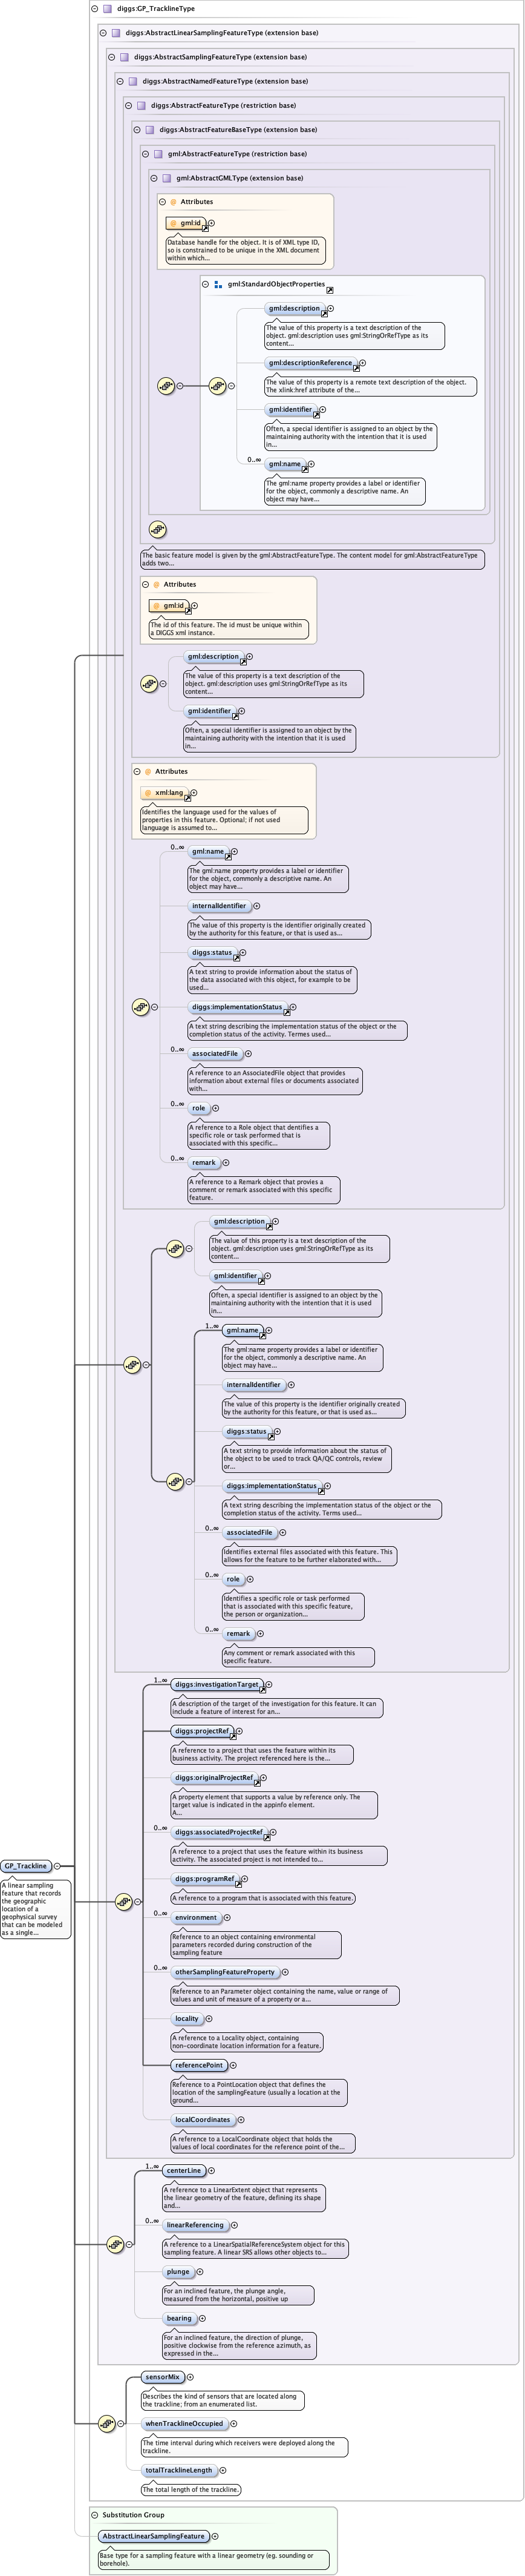 diggs:GP_TracklineType
diggs:AbstractLinearSamplingFeatureType (extension base)
diggs:AbstractSamplingFeatureType (extension base)
diggs:AbstractNamedFeatureType (extension base)
diggs:AbstractFeatureType (restriction base)
diggs:AbstractFeatureBaseType (extension base)
gml:AbstractFeatureType (restriction base)
gml:AbstractGMLType (extension base)
Attributes
gml:id
Database handle for the object. It is of XML type ID,
so is constrained to be unique in the XML document
within which...
gml:StandardObjectProperties
gml:description
The value of this property is a text description of the
object. gml:description uses gml:StringOrRefType as its
content...
gml:descriptionReference
The value of this property is a remote text description of the object.
The xlink:href attribute of the...
gml:identifier
Often, a special identifier is assigned to an object by the
maintaining authority with the intention that it is used
in...
0..∞
gml:name
The gml:name property provides a label or identifier
for the object, commonly a descriptive name. An
object may have...
The basic feature model is given by the gml:AbstractFeatureType. The content model for gml:AbstractFeatureType
adds two...
Attributes
gml:id
The id of this feature. The id must be unique within
a DIGGS xml instance.
gml:description
The value of this property is a text description of the
object. gml:description uses gml:StringOrRefType as its
content...
gml:identifier
Often, a special identifier is assigned to an object by the
maintaining authority with the intention that it is used
in...
Attributes
xml:lang
Identifies the language used for the values of
properties in this feature. Optional; if not used
language is assumed to...
0..∞
gml:name
The gml:name property provides a label or identifier
for the object, commonly a descriptive name. An
object may have...
internalIdentifier
The value of this property is the identifier originally created
by the authority for this feature, or that is used as...
diggs:status
A text string to provide information about the status of
the data associated with this object, for example to be
used...
diggs:implementationStatus
A text string describing the implementation status of the object or the
completion status of the activity. Termes used...
0..∞
associatedFile
A reference to an AssociatedFile object that provides
information about external files or documents associated
with...
0..∞
role
A reference to a Role object that dentifies a
specific role or task performed that is
associated with this specific...
0..∞
remark
A reference to a Remark object that provies a
comment or remark associated with this specific
feature.
gml:description
The value of this property is a text description of the
object. gml:description uses gml:StringOrRefType as its
content...
gml:identifier
Often, a special identifier is assigned to an object by the
maintaining authority with the intention that it is used
in...
1..∞
gml:name
The gml:name property provides a label or identifier
for the object, commonly a descriptive name. An
object may have...
internalIdentifier
The value of this property is the identifier originally created
by the authority for this feature, or that is used as...
diggs:status
A text string to provide information about the status of
the object to be used to track QA/QC controls, review
or...
diggs:implementationStatus
A text string describing the implementation status of the object or the
completion status of the activity. Terms used...
0..∞
associatedFile
Identifies external files associated with this feature. This
allows for the feature to be further elaborated with...
0..∞
role
Identifies a specific role or task performed
that is associated with this specific feature,
the person or organization...
0..∞
remark
Any comment or remark associated with this
specific feature.
1..∞
diggs:investigationTarget
A description of the target of the investigation for this feature. It can
include a feature of interest for an...
diggs:projectRef
A reference to a project that uses the feature within its
business activity. The project referenced here is the...
diggs:originalProjectRef
A property element that supports a value by reference only. The
target value is indicated in the appinfo element.
A...
0..∞
diggs:associatedProjectRef
A reference to a project that uses the feature within its business
activity. The associated project is not intended to...
diggs:programRef
A reference to a program that is associated with this feature.
0..∞
environment
Reference to an object containing environmental
parameters recorded during construction of the
sampling feature
0..∞
otherSamplingFeatureProperty
Reference to an Parameter object containing the name, value or range of
values and unit of measure of a property or a...
locality
A reference to a Locality object, containing
non-coordinate location information for a feature.
referencePoint
Reference to a PointLocation object that defines the
location of the samplingFeature (usually a location at the
ground...
localCoordinates
A reference to a LocalCoordinate object that holds the
values of local coordinates for the reference point of the...
GP_Trackline
A linear sampling
feature that records
the geographic
location of a
geophysical survey
that can be modeled
as a single...
1..∞
centerLine
A reference to a LinearExtent object that represents
the linear geometry of the feature, defining its shape
and...
0..∞
linearReferencing
A reference to a LinearSpatialReferenceSystem object for this
sampling feature. A linear SRS allows other objects to...
plunge
For an inclined feature, the plunge angle,
measured from the horizontal, positive up
bearing
For an inclined feature, the direction of plunge,
positive clockwise from the reference azimuth, as
expressed in the...
sensorMix
Describes the kind of sensors that are located along
the trackline; from an enumerated list.
whenTracklineOccupied
The time interval during which receivers were deployed along the
trackline.
totalTracklineLength
The total length of the trackline.
Substitution Group
AbstractLinearSamplingFeature
Base type for a sampling feature with a linear geometry (eg. sounding or
borehole).